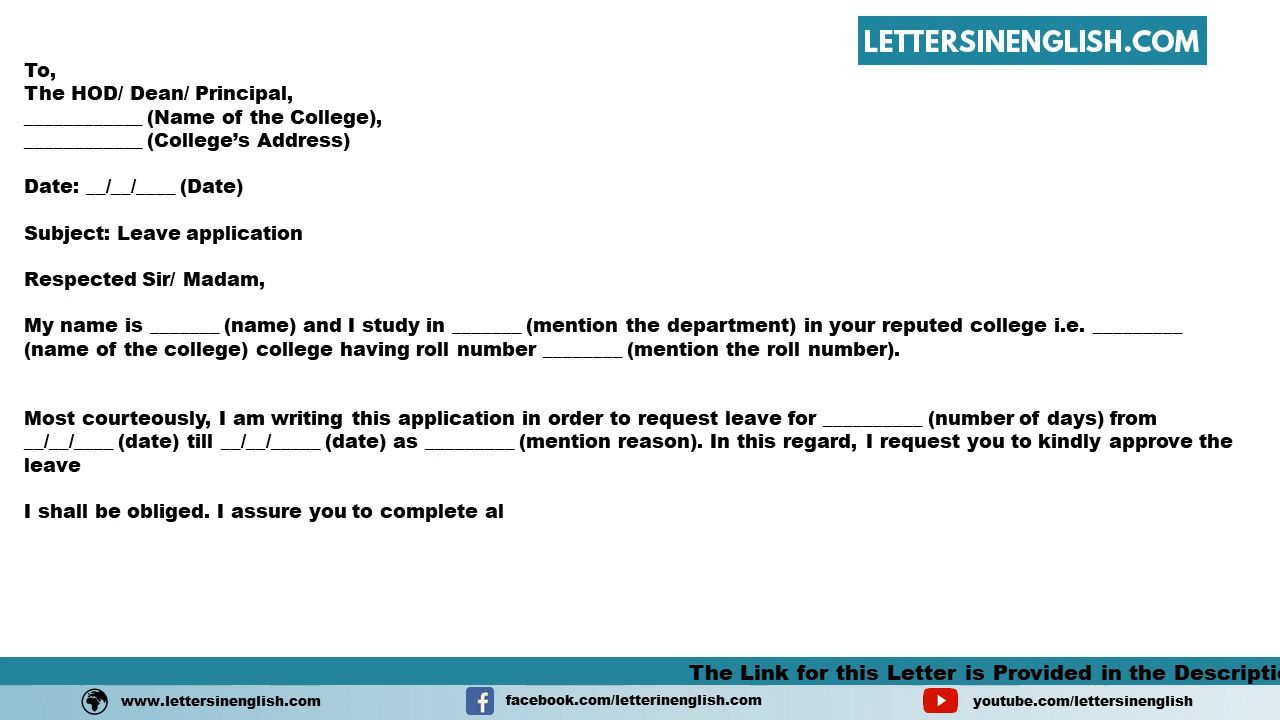 LETTERSINENGLISH.COM
To,
The HOD/ Dean/ Principal,
____________ (Name of the College),
____________ (College’s Address)
Date: __/__/____ (Date)
Subject: Leave application
Respected Sir/ Madam,
My name is _______ (name) and I study in _______ (mention the department) in your reputed college i.e. _________
(name of the college) college having roll number ________ (mention the roll number).
Most courteously, I am writing this application in order to request leave for __________ (number of days) from
__/__/____ (date) till __/__/_____ (date) as _________ (mention reason). In this regard, I request you to kindly approve the
leave
I shall be obliged. I assure you to complete al
The Link for this Letter is Provided in the Descriptio
www.lettersinenglish.com
facebook.com/letterinenglish.com
youtube.com/lettersinenglish